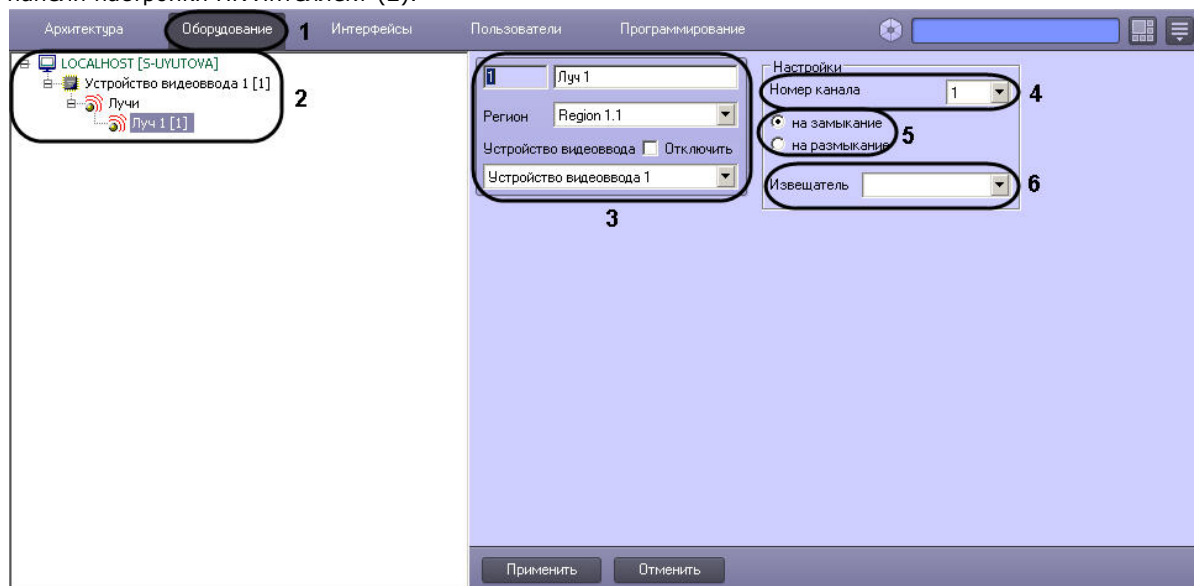 Архитектура Оборудование 1 Интерфейсы Пользователи Программирование
LOCALHOST [S-UYUTOVA]
Устройство видеоввода 1 [1]
Лучи
Луч 1 [1]
2
1 Луч 1
Регион Region 1.1
Устройство видеоввода Отключить
Устройство видеоввода 1
3
Настройки
Номер канала 1 4
на замыкание
на размыкание
5
Извещатель 6
Применить Отменить